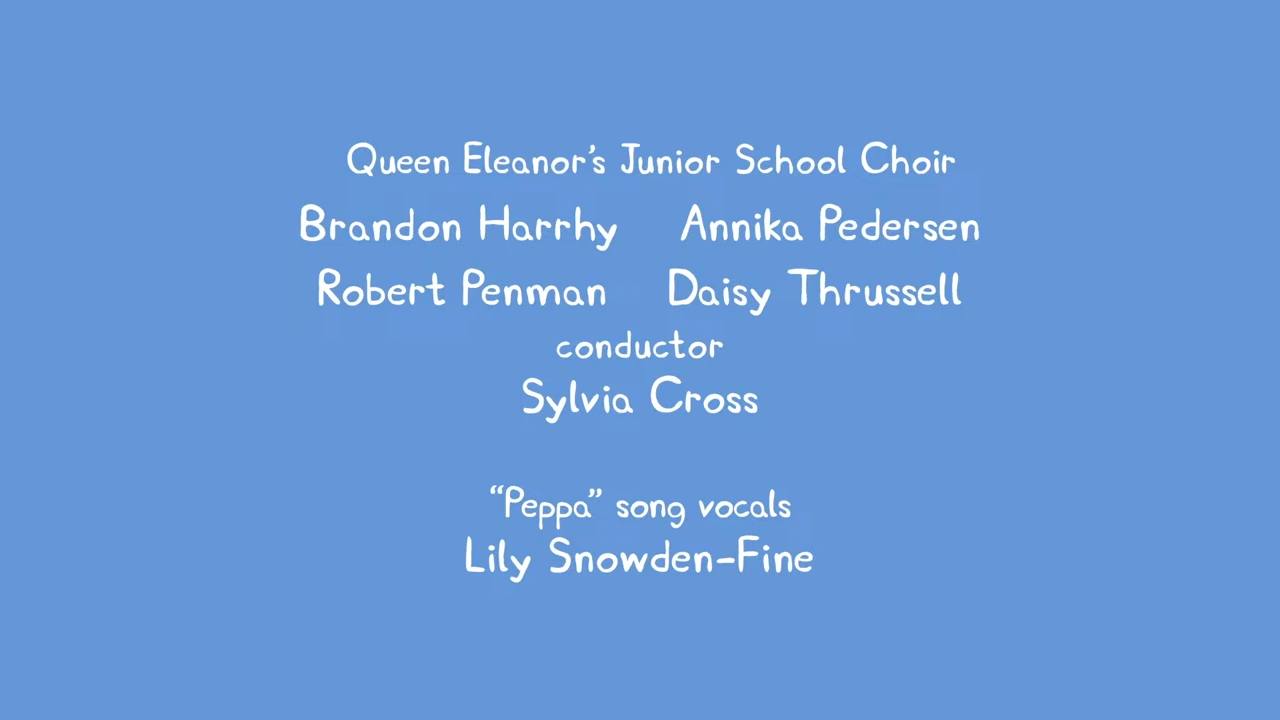 Queen Eleanor's Junior School Choir
Brandon Harrhy Annika Pedersen
Robert Penman Daisy Thrussell
conductor
Sylvia Cross
“Peppa” song vocals
Lily Snowden-Fine